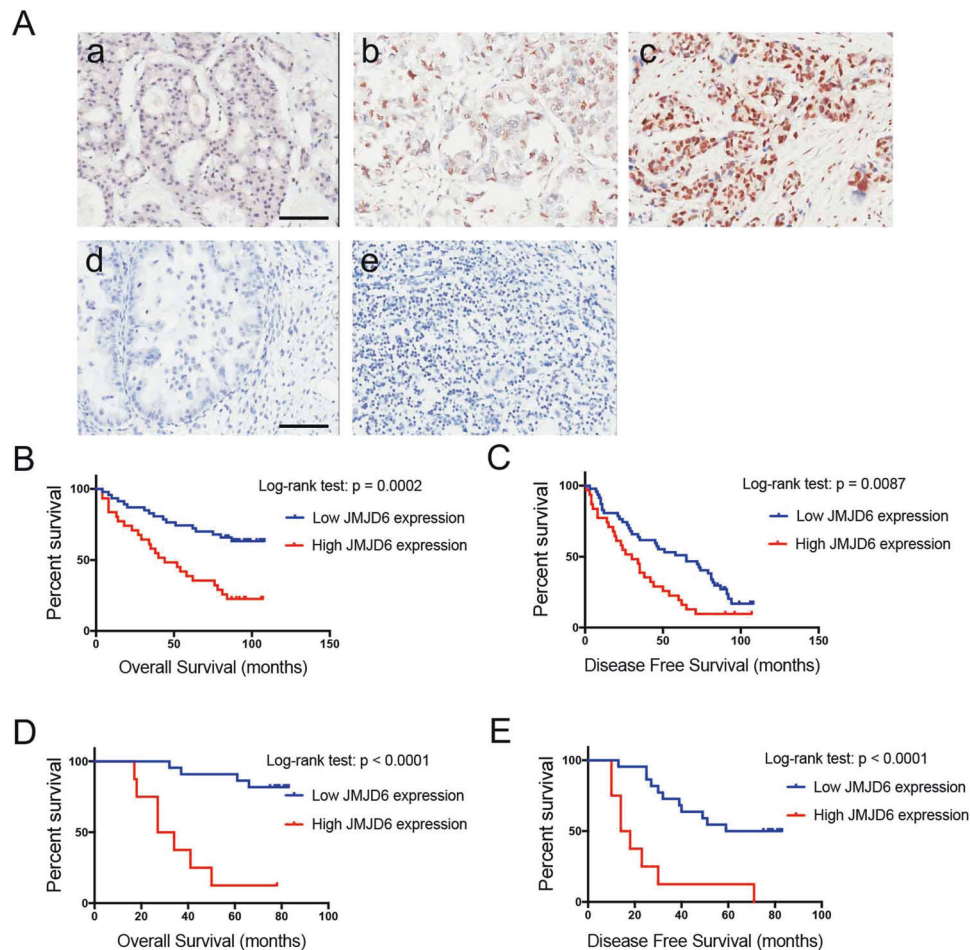 A
a
b
c
d
e
B
Log-rank test: p = 0.0002
Low JMJD6 expression
High JMJD6 expression
Percent survival
100
50
0
0
50
100
150
Overall Survival (months)
C
Log-rank test: p = 0.0087
Low JMJD6 expression
High JMJD6 expression
Percent survival
100
50
0
0
50
100
150
Disease Free Survival (months)
D
Log-rank test: p < 0.0001
Low JMJD6 expression
High JMJD6 expression
Percent survival
100
50
0
0
20
40
60
80
100
Overall Survival (months)
E
Log-rank test: p < 0.0001
Low JMJD6 expression
High JMJD6 expression
Percent survival
100
50
0
0
20
40
60
80
100
Disease Free Survival (months)